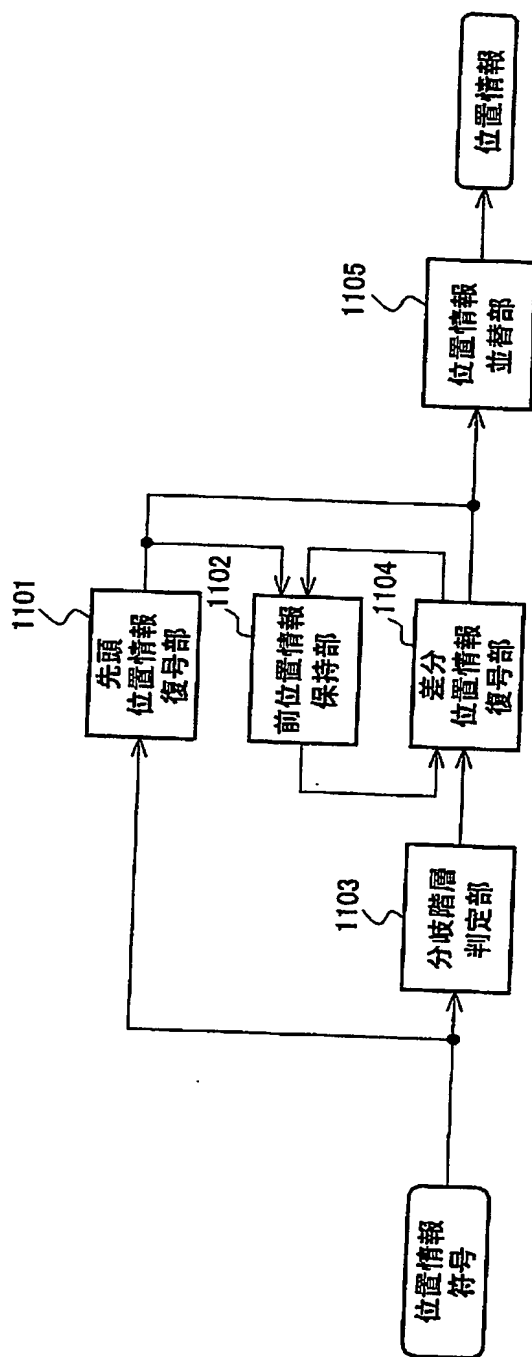 位置情報
符号
1103
分岐階層
判定部
1101
先頭
位置情報
復号部
1102
前位置情報
保持部
1104
差分
位置情報
復号部
1105
位置情報
並替部
位置情報